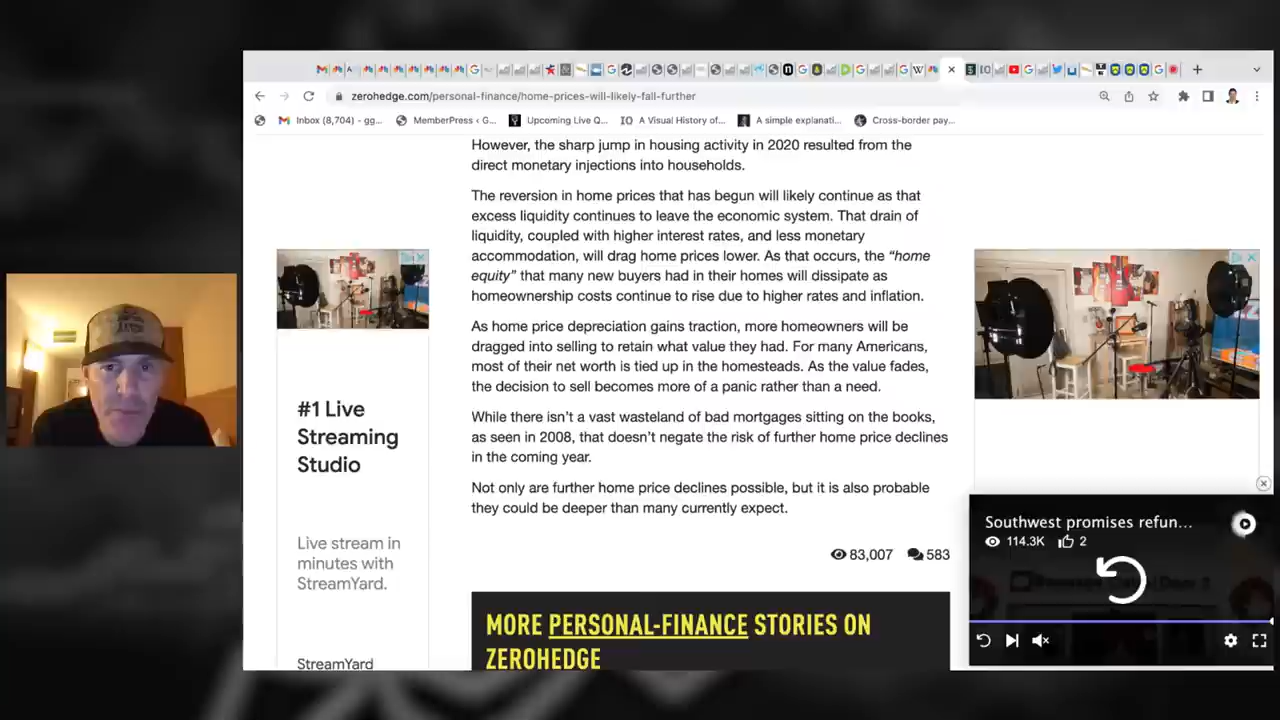 zerohedge.com/personal-finance/home-prices-will-likely-fall-further
Inbox (8,704) - gg...
MemberPress ‹ G...
Upcoming Live Q...
A Visual History of...
A simple explanati...
Cross-border pay...
However, the sharp jump in housing activity in 2020 resulted from the
direct monetary injections into households.
The reversion in home prices that has begun will likely continue as that
excess liquidity continues to leave the economic system. That drain of
liquidity, coupled with higher interest rates, and less monetary
accommodation, will drag home prices lower. As that occurs, the “home
equity” that many new buyers had in their homes will dissipate as
homeownership costs continue to rise due to higher rates and inflation.
As home price depreciation gains traction, more homeowners will be
dragged into selling to retain what value they had. For many Americans,
most of their net worth is tied up in the homesteads. As the value fades,
the decision to sell becomes more of a panic rather than a need.
While there isn’t a vast wasteland of bad mortgages sitting on the books,
as seen in 2008, that doesn’t negate the risk of further home price declines
in the coming year.
Not only are further home price declines possible, but it is also probable
they could be deeper than many currently expect.
83,007
583
MORE PERSONAL-FINANCE STORIES ON
ZEROHEDGE
#1 Live
Streaming
Studio
Live stream in
minutes with
StreamYard.
StreamYard
Southwest promises refun...
114.3K
2